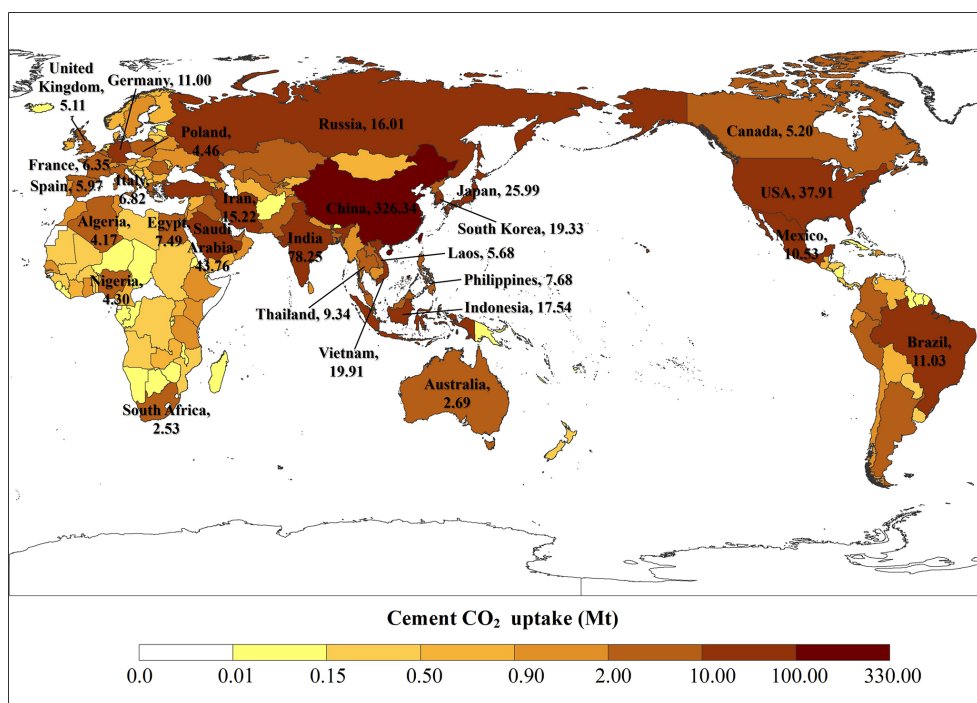 United
Kingdom,
5.11
Germany, 11.00
Russia, 16.01
Canada, 5.20
Poland,
4.46
France, 6.35
Spain, 5.97
Italy,
6.82
Japan, 25.99
USA, 37.91
Iran,
15.22
China, 326.34
South Korea, 19.33
Algeria,
4.17
Egypt,
7.49
Saudi
Arabia,
43.76
India
78.25
Laos, 5.68
Mexico,
10.53
Philippines, 7.68
Nigeria,
4.30
Thailand, 9.34
Indonesia, 17.54
Vietnam,
19.91
Brazil,
11.03
Australia,
2.69
South Africa,
2.53
Cement CO₂ uptake (Mt)
0.0 0.01 0.15 0.50 0.90 2.00 10.00 100.00 330.00